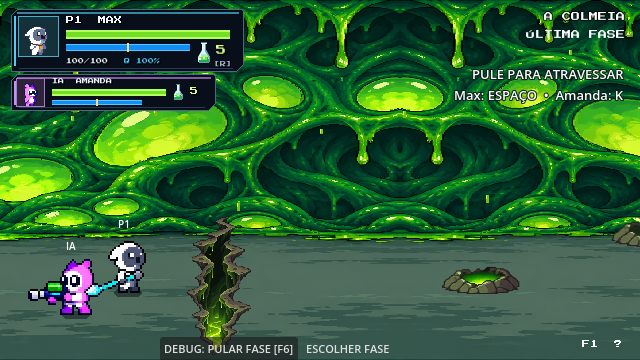 P1 MAX
5
100/100 Q 100% [R]
IA AMANDA
5
A COLMEIA
ÚLTIMA FASE
PULE PARA ATRAVESSAR
Max: ESPAÇO • Amanda: K
P1
IA
DEBUG: PULAR FASE [F6] ESCOLHER FASE
F1 ?